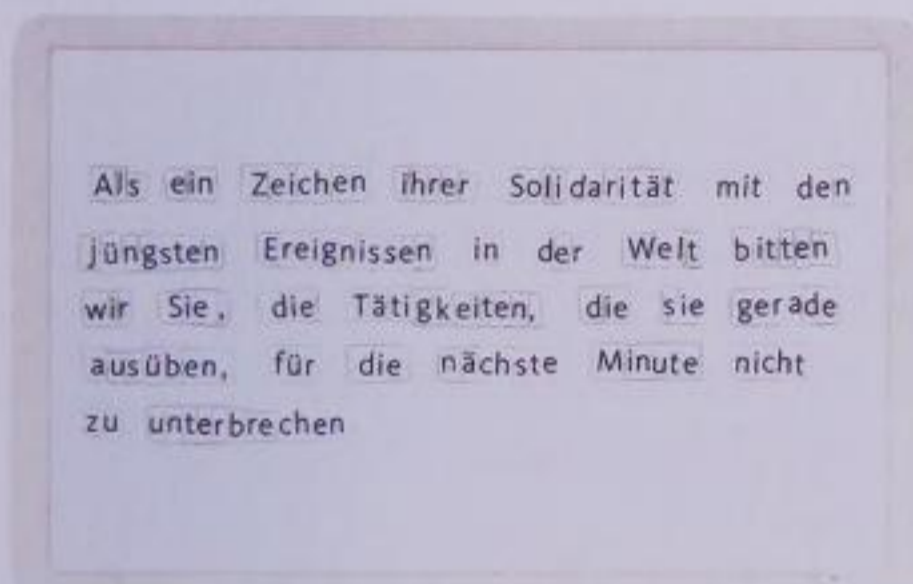 Als ein Zeichen ihrer Solidarität mit den
jüngsten Ereignissen in der Welt bitten
wir Sie, die Tätigkeiten, die sie gerade
ausüben, für die nächste Minute nicht
zu unterbrechen